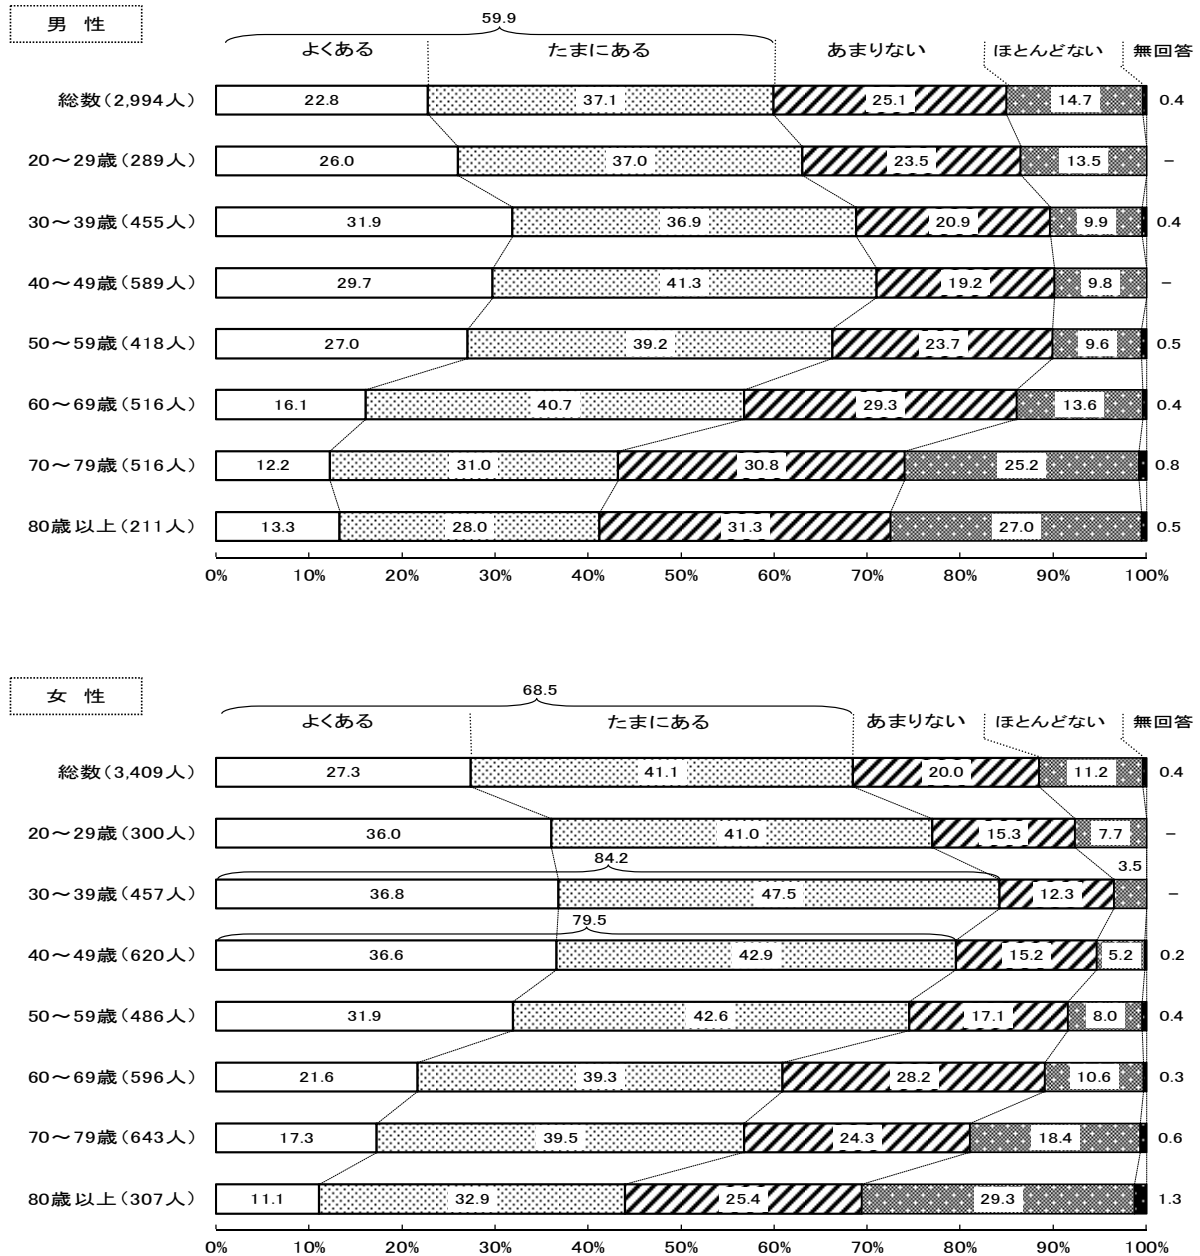 男 性
59.9
よくある たまにある あまりない ほとんどない 無回答
総数(2,994人) 22.8 37.1 25.1 14.7 0.4
20～29歳(289人) 26.0 37.0 23.5 13.5 －
30～39歳(455人) 31.9 36.9 20.9 9.9 0.4
40～49歳(589人) 29.7 41.3 19.2 9.8 －
50～59歳(418人) 27.0 39.2 23.7 9.6 0.5
60～69歳(516人) 16.1 40.7 29.3 13.6 0.4
70～79歳(516人) 12.2 31.0 30.8 25.2 0.8
80歳以上(211人) 13.3 28.0 31.3 27.0 0.5
0% 10% 20% 30% 40% 50% 60% 70% 80% 90% 100%
女 性
68.5
よくある たまにある あまりない ほとんどない 無回答
総数(3,409人) 27.3 41.1 20.0 11.2 0.4
20～29歳(300人) 36.0 41.0 15.3 7.7 －
84.2 3.5
30～39歳(457人) 36.8 47.5 12.3 －
79.5
40～49歳(620人) 36.6 42.9 15.2 5.2 0.2
50～59歳(486人) 31.9 42.6 17.1 8.0 0.4
60～69歳(596人) 21.6 39.3 28.2 10.6 0.3
70～79歳(643人) 17.3 39.5 24.3 18.4 0.6
80歳以上(307人) 11.1 32.9 25.4 29.3 1.3
0% 10% 20% 30% 40% 50% 60% 70% 80% 90% 100%